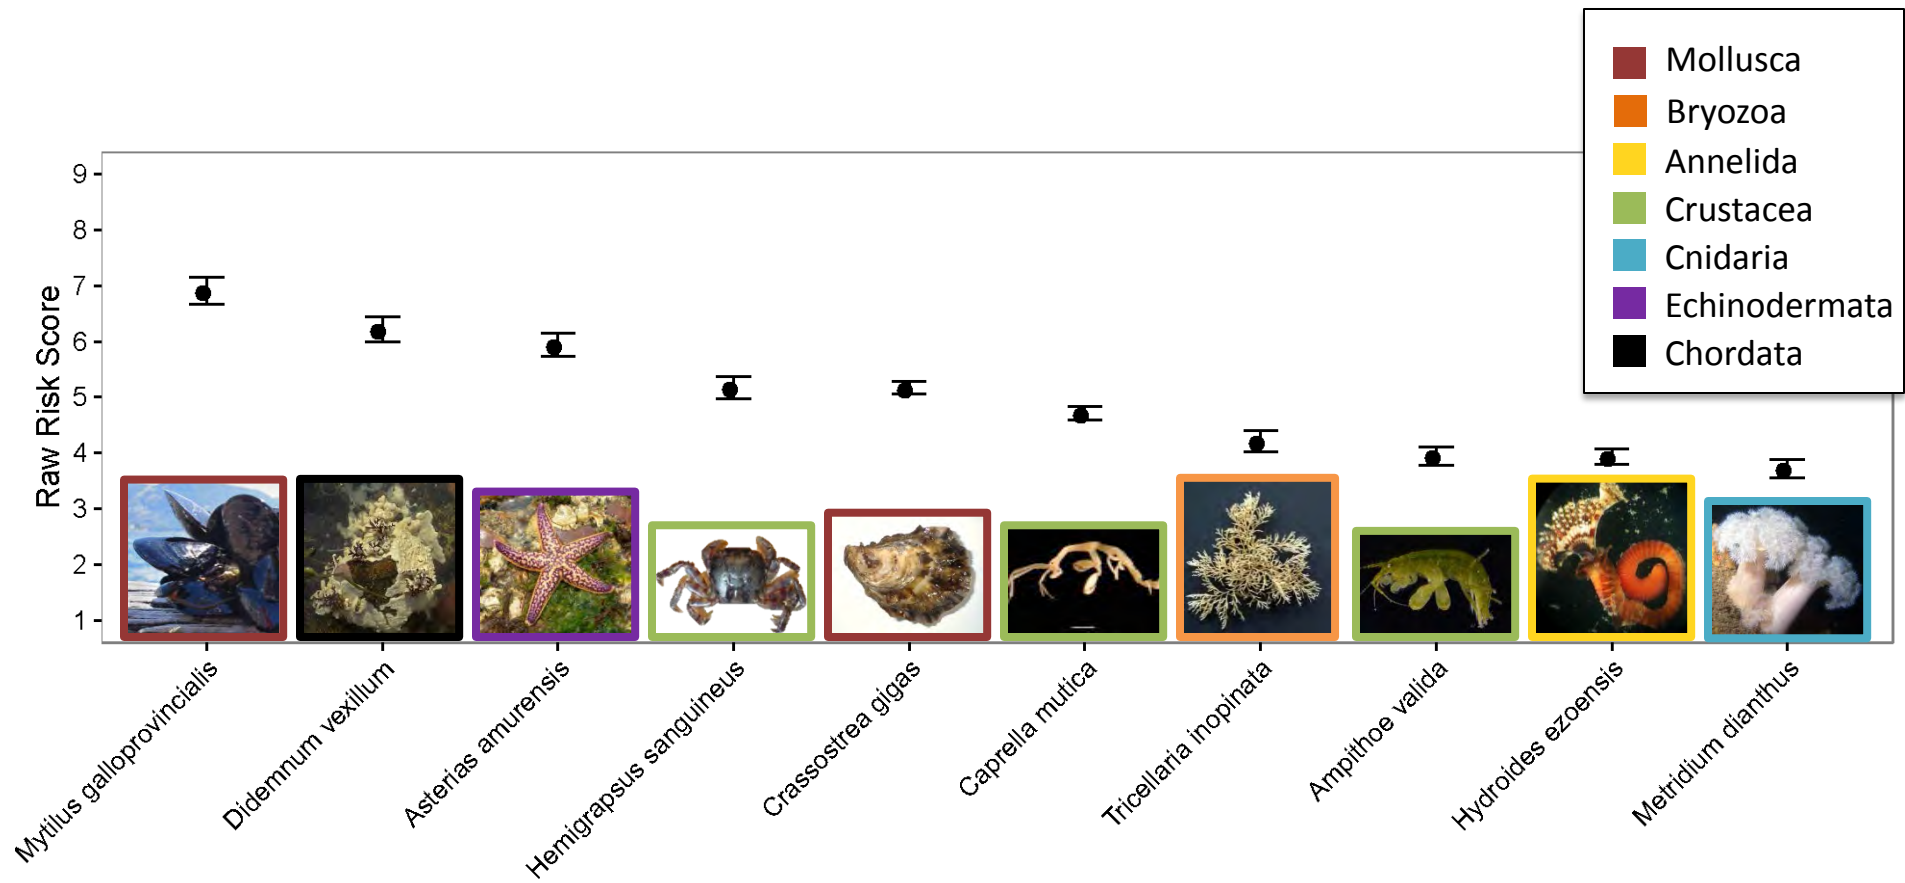 Mollusca
Bryozoa
Annelida
Crustacea
Cnidaria
Echinodermata
Chordata
Raw Risk Score
9
8
7
6
5
4
3
2
1
Mytilus galloprovincialis
Didemnum vexillum
Asterias amurensis
Hemigrapsus sanguineus
Crassostrea gigas
Caprella mutica
Tricellaria inopinata
Ampithoe valida
Hydroides ezoensis
Metridium dianthus